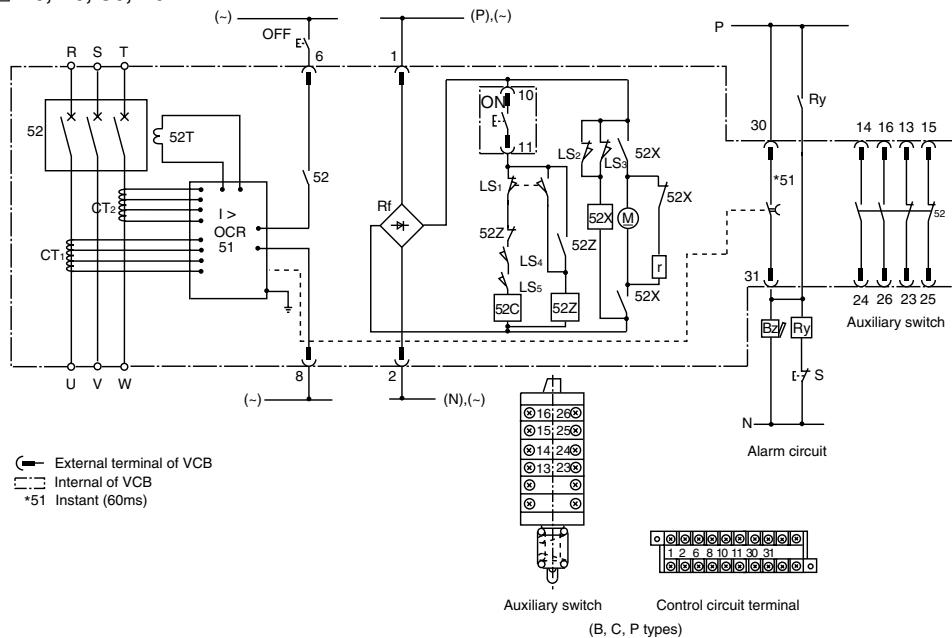 (~)
(P),(~)
OFF
6
1
P
R S T
52
52T
CT2
CT1
I >
OCR
51
52
Rf
ON
10
11
LS1
52Z
LS4
LS5
52C
52Z
52Z
LS2
LS3
52X
52X
M
52X
r
52X
30
*51
31
Ry
Bz
Ry
S
N
Alarm circuit
14 16 13 15
52
24 26 23 25
Auxiliary switch
U V W
8
2
(~)
(N),(~)
External terminal of VCB
Internal of VCB
*51 Instant (60ms)
16 26
15 25
14 24
13 23
Auxiliary switch
1 2 6 8 10 11 30 31
Control circuit terminal
(B, C, P types)